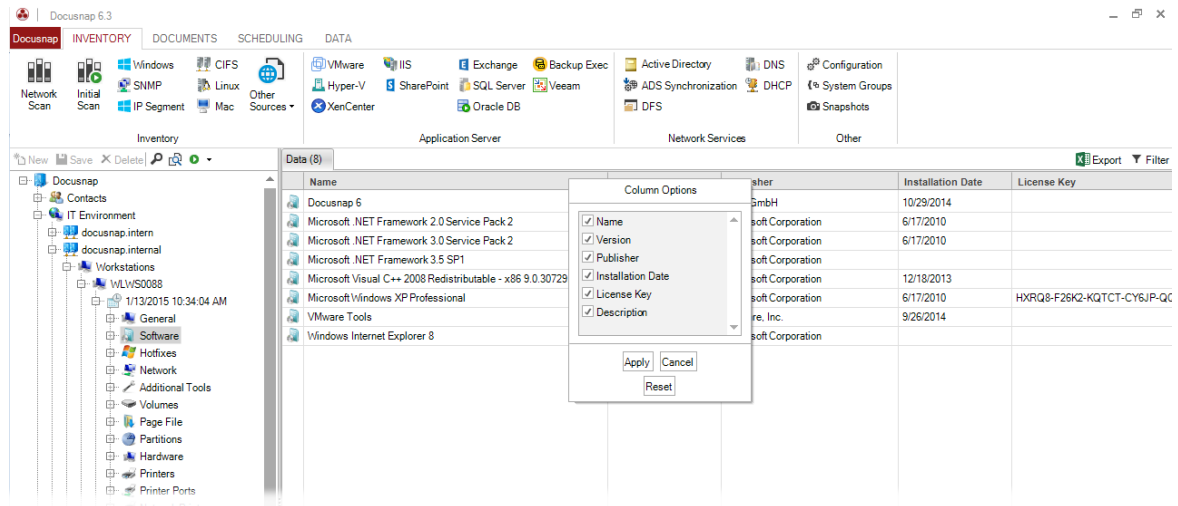 Docusnap 6.3
Docusnap INVENTORY DOCUMENTS SCHEDULING DATA
Windows CIFS VMware IIS Exchange Backup Exec Active Directory DNS Configuration
Network Scan Initial Scan SNMP Linux Other Sources Hyper-V SharePoint SQL Server Veeam ADS Synchronization DHCP System Groups
IP Segment Mac XenCenter Oracle DB DFS Snapshots
Inventory Application Server Network Services Other
New Save Delete Data (8) Export Filter
Name Column Options Installation Date License Key
Docusnap
Contacts
IT Environment
docusnap.intern
docusnap.internal
Workstations
WLWS0088
1/13/2015 10:34:04 AM
General
Software
Hotfixes
Network
Additional Tools
Volumes
Page File
Partitions
Hardware
Printers
Printer Ports
Docusnap 6 GmbH 10/29/2014
Microsoft .NET Framework 2.0 Service Pack 2 Corporation 6/17/2010
Microsoft .NET Framework 3.0 Service Pack 2 Corporation 6/17/2010
Microsoft .NET Framework 3.5 SP1 Corporation
Microsoft Visual C++ 2008 Redistributable - x86 9.0.30729 Corporation 12/18/2013
Microsoft Windows XP Professional Corporation 6/17/2010 HXRQ8-F26K2-KQTCT-CY6JP-QC
VMware Tools Inc. 9/26/2014
Windows Internet Explorer 8 Corporation
Name
Version
Publisher
Installation Date
License Key
Description
Apply Cancel
Reset